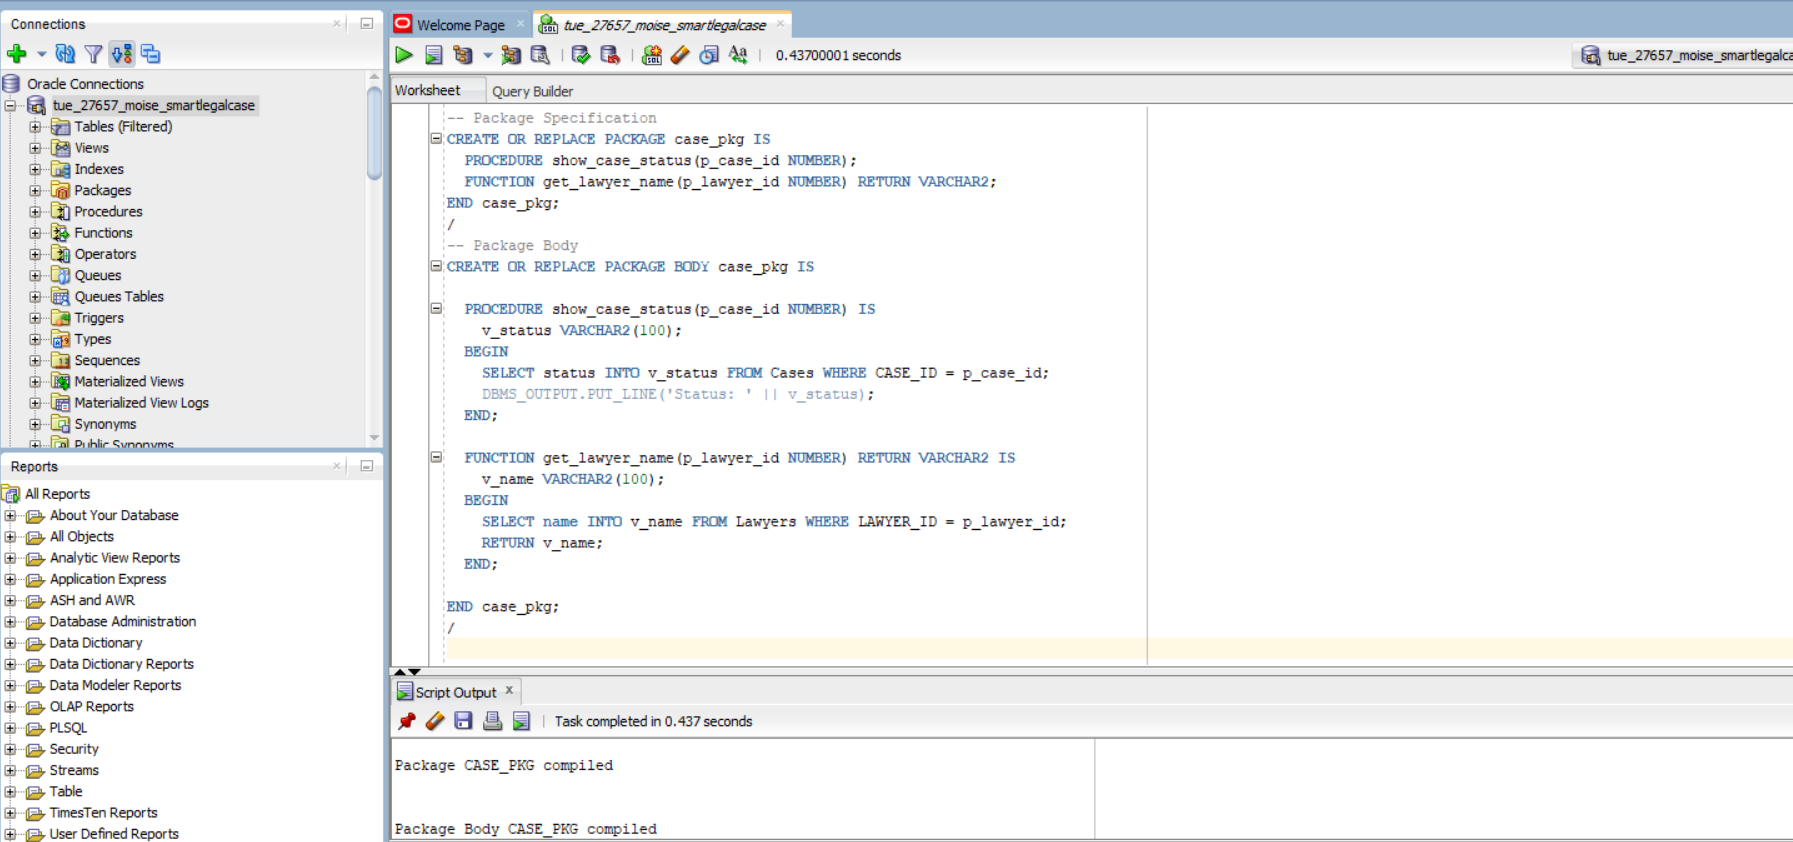 Connections
Oracle Connections
tue_27657_moise_smartlegalcase
Tables (Filtered)
Views
Indexes
Packages
Procedures
Functions
Operators
Queues
Queues Tables
Triggers
Types
Sequences
Materialized Views
Materialized View Logs
Synonyms
Public Synonyms
Reports
All Reports
About Your Database
All Objects
Analytic View Reports
Application Express
ASH and AWR
Database Administration
Data Dictionary
Data Dictionary Reports
Data Modeler Reports
OLAP Reports
PLSQL
Security
Streams
Table
TimesTen Reports
User Defined Reports
Welcome Page
tue_27657_moise_smartlegalcase
0.43700001 seconds
tue_27657_moise_smartlegalca
Worksheet
Query Builder
-- Package Specification
CREATE OR REPLACE PACKAGE case_pkg IS
PROCEDURE show_case_status(p_case_id NUMBER);
FUNCTION get_lawyer_name(p_lawyer_id NUMBER) RETURN VARCHAR2;
END case_pkg;
/
-- Package Body
CREATE OR REPLACE PACKAGE BODY case_pkg IS
PROCEDURE show_case_status(p_case_id NUMBER) IS
v_status VARCHAR2(100);
BEGIN
SELECT status INTO v_status FROM Cases WHERE CASE_ID = p_case_id;
DBMS_OUTPUT.PUT_LINE('Status: ' || v_status);
END;
FUNCTION get_lawyer_name(p_lawyer_id NUMBER) RETURN VARCHAR2 IS
v_name VARCHAR2(100);
BEGIN
SELECT name INTO v_name FROM Lawyers WHERE LAWYER_ID = p_lawyer_id;
RETURN v_name;
END;
END case_pkg;
/
Script Output
Task completed in 0.437 seconds
Package CASE_PKG compiled
Package Body CASE_PKG compiled